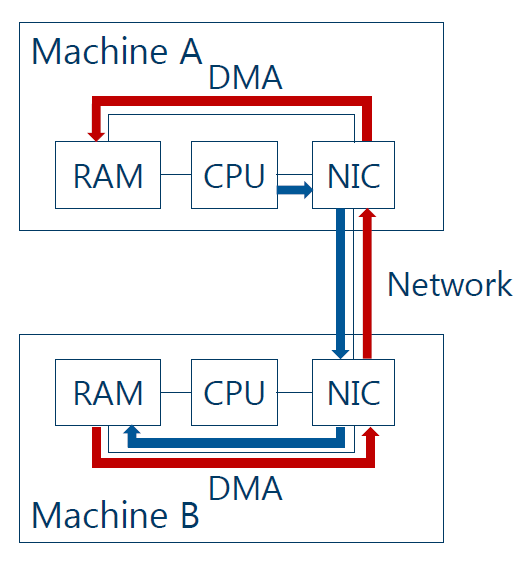 Machine A
DMA
RAM
CPU
NIC
Network
RAM
CPU
NIC
DMA
Machine B